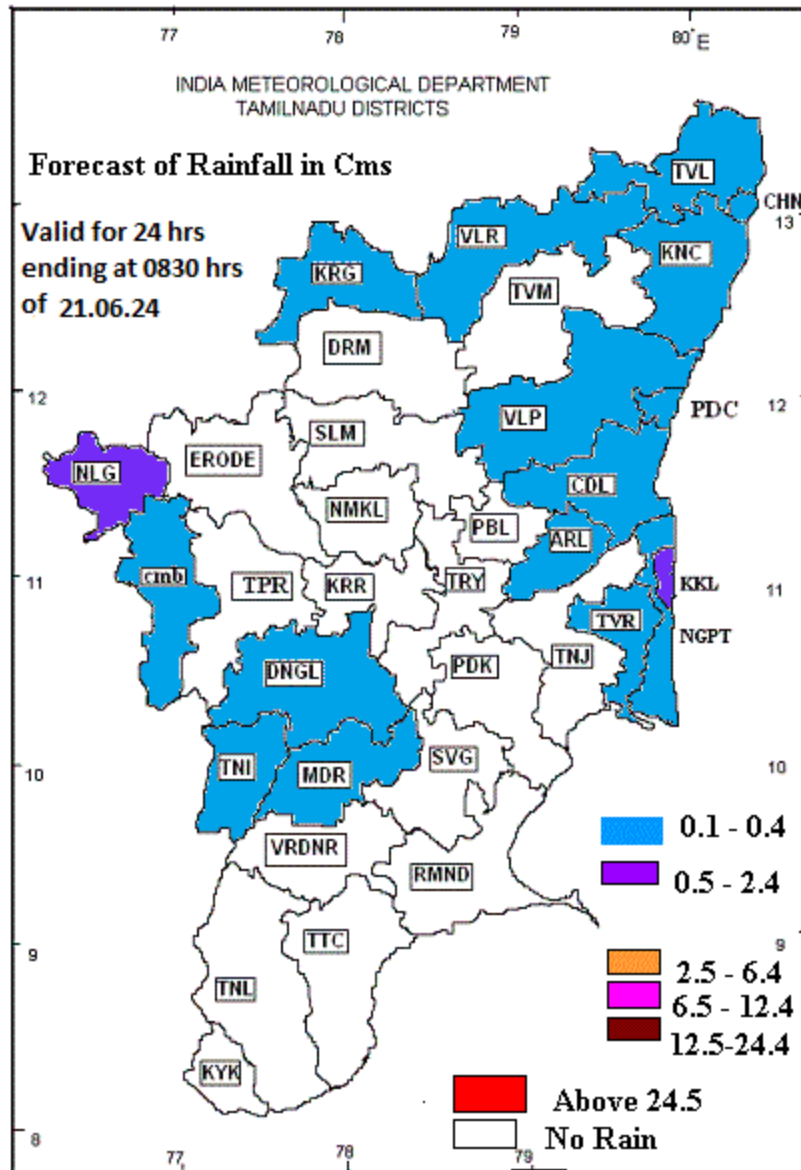 77 78 79 80°E
INDIA METEOROLOGICAL DEPARTMENT
TAMILNADU DISTRICTS
Forecast of Rainfall in Cms
Valid for 24 hrs
ending at 0830 hrs
of 21.06.24
TVL
CHN
13
VLR
KNC
KRG
TVM
DRM
12
12
PDC
VLP
SLM
ERODE
NLG
CDL
NMKL
PBL
ARL
11
cmb
TPR
KRR
TRY
KKL
11
TVR
NGPT
DNGL
PDK
TNJ
10
TNI
MDR
SVG
10
0.1 - 0.4
VRDNR
RMND
0.5 - 2.4
9
TTC
9
2.5 - 6.4
TNL
6.5 - 12.4
12.5-24.4
KYK
Above 24.5
8
No Rain
77 78 79